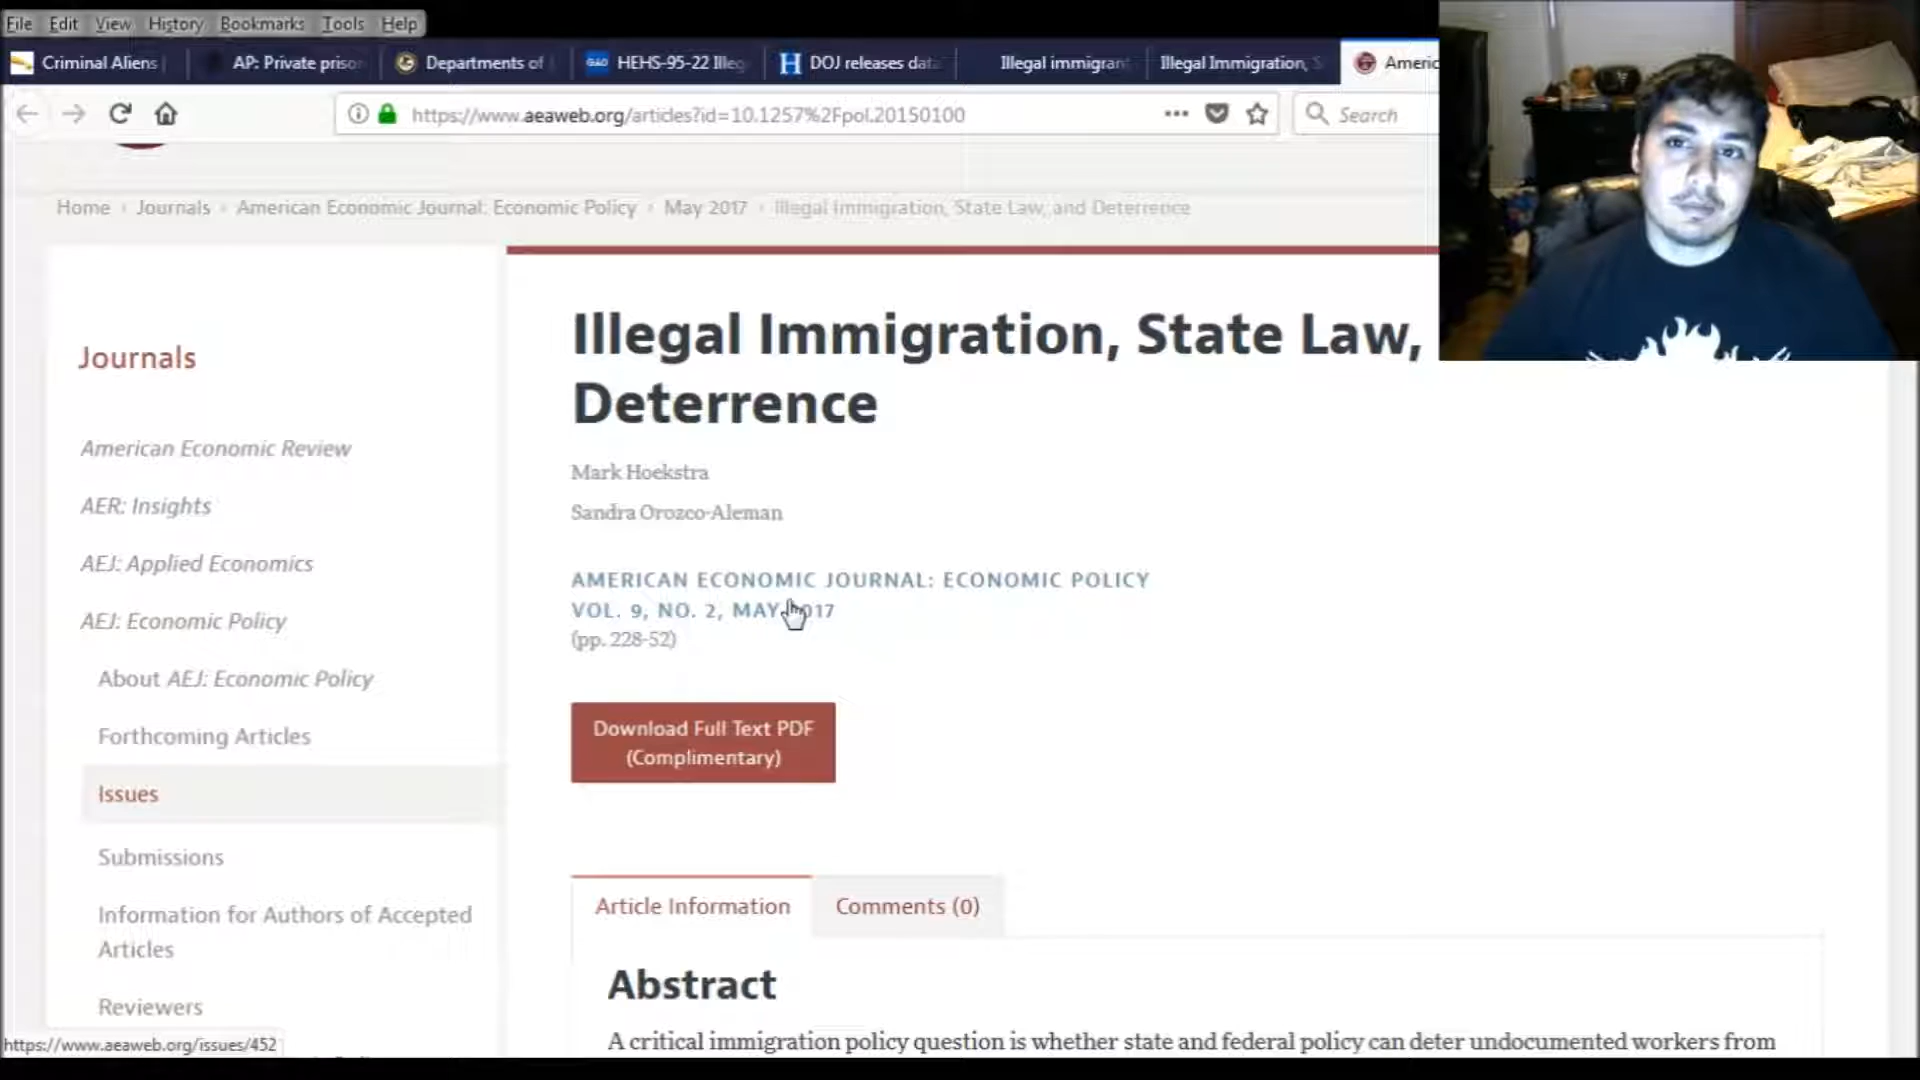 File Edit View History Bookmarks Tools Help
Criminal Aliens AP: Private prison Departments of GAO HEHS-95-22 Illeg H DOJ releases data Illegal immigrant Illegal Immigration, S Americ
https://www.aeaweb.org/articles?id=10.1257%2Fpol.20150100 Search
Home Journals American Economic Journal: Economic Policy May 2017 Illegal Immigration, State Law, and Deterrence
Journals
American Economic Review
AER: Insights
AEJ: Applied Economics
AEJ: Economic Policy
About AEJ: Economic Policy
Forthcoming Articles
Issues
Submissions
Information for Authors of Accepted
Articles
Reviewers
https://www.aeaweb.org/issues/452
Illegal Immigration, State Law,
Deterrence
Mark Hoekstra
Sandra Orozco-Aleman
AMERICAN ECONOMIC JOURNAL: ECONOMIC POLICY
VOL. 9, NO. 2, MAY 2017
(pp. 228-52)
Download Full Text PDF
(Complimentary)
Article Information Comments (0)
Abstract
A critical immigration policy question is whether state and federal policy can deter undocumented workers from